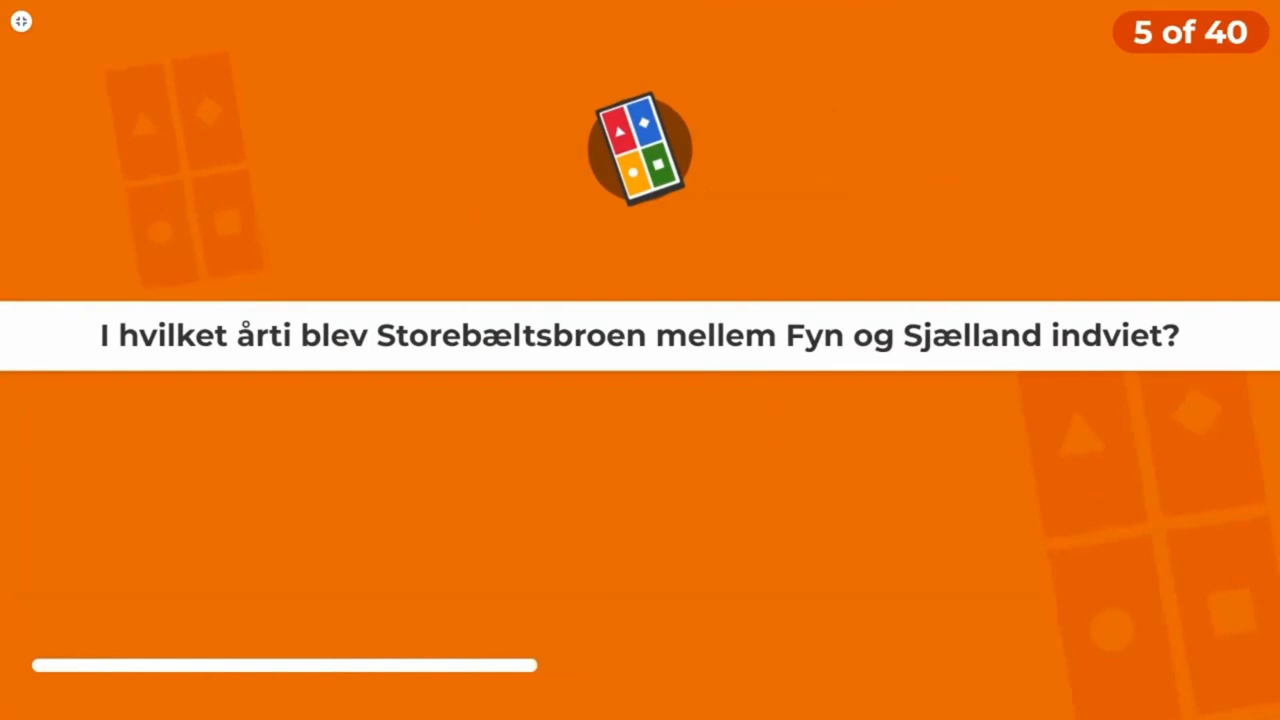 5 of 40
I hvilket årti blev Storebæltsbroen mellem Fyn og Sjælland indviet?